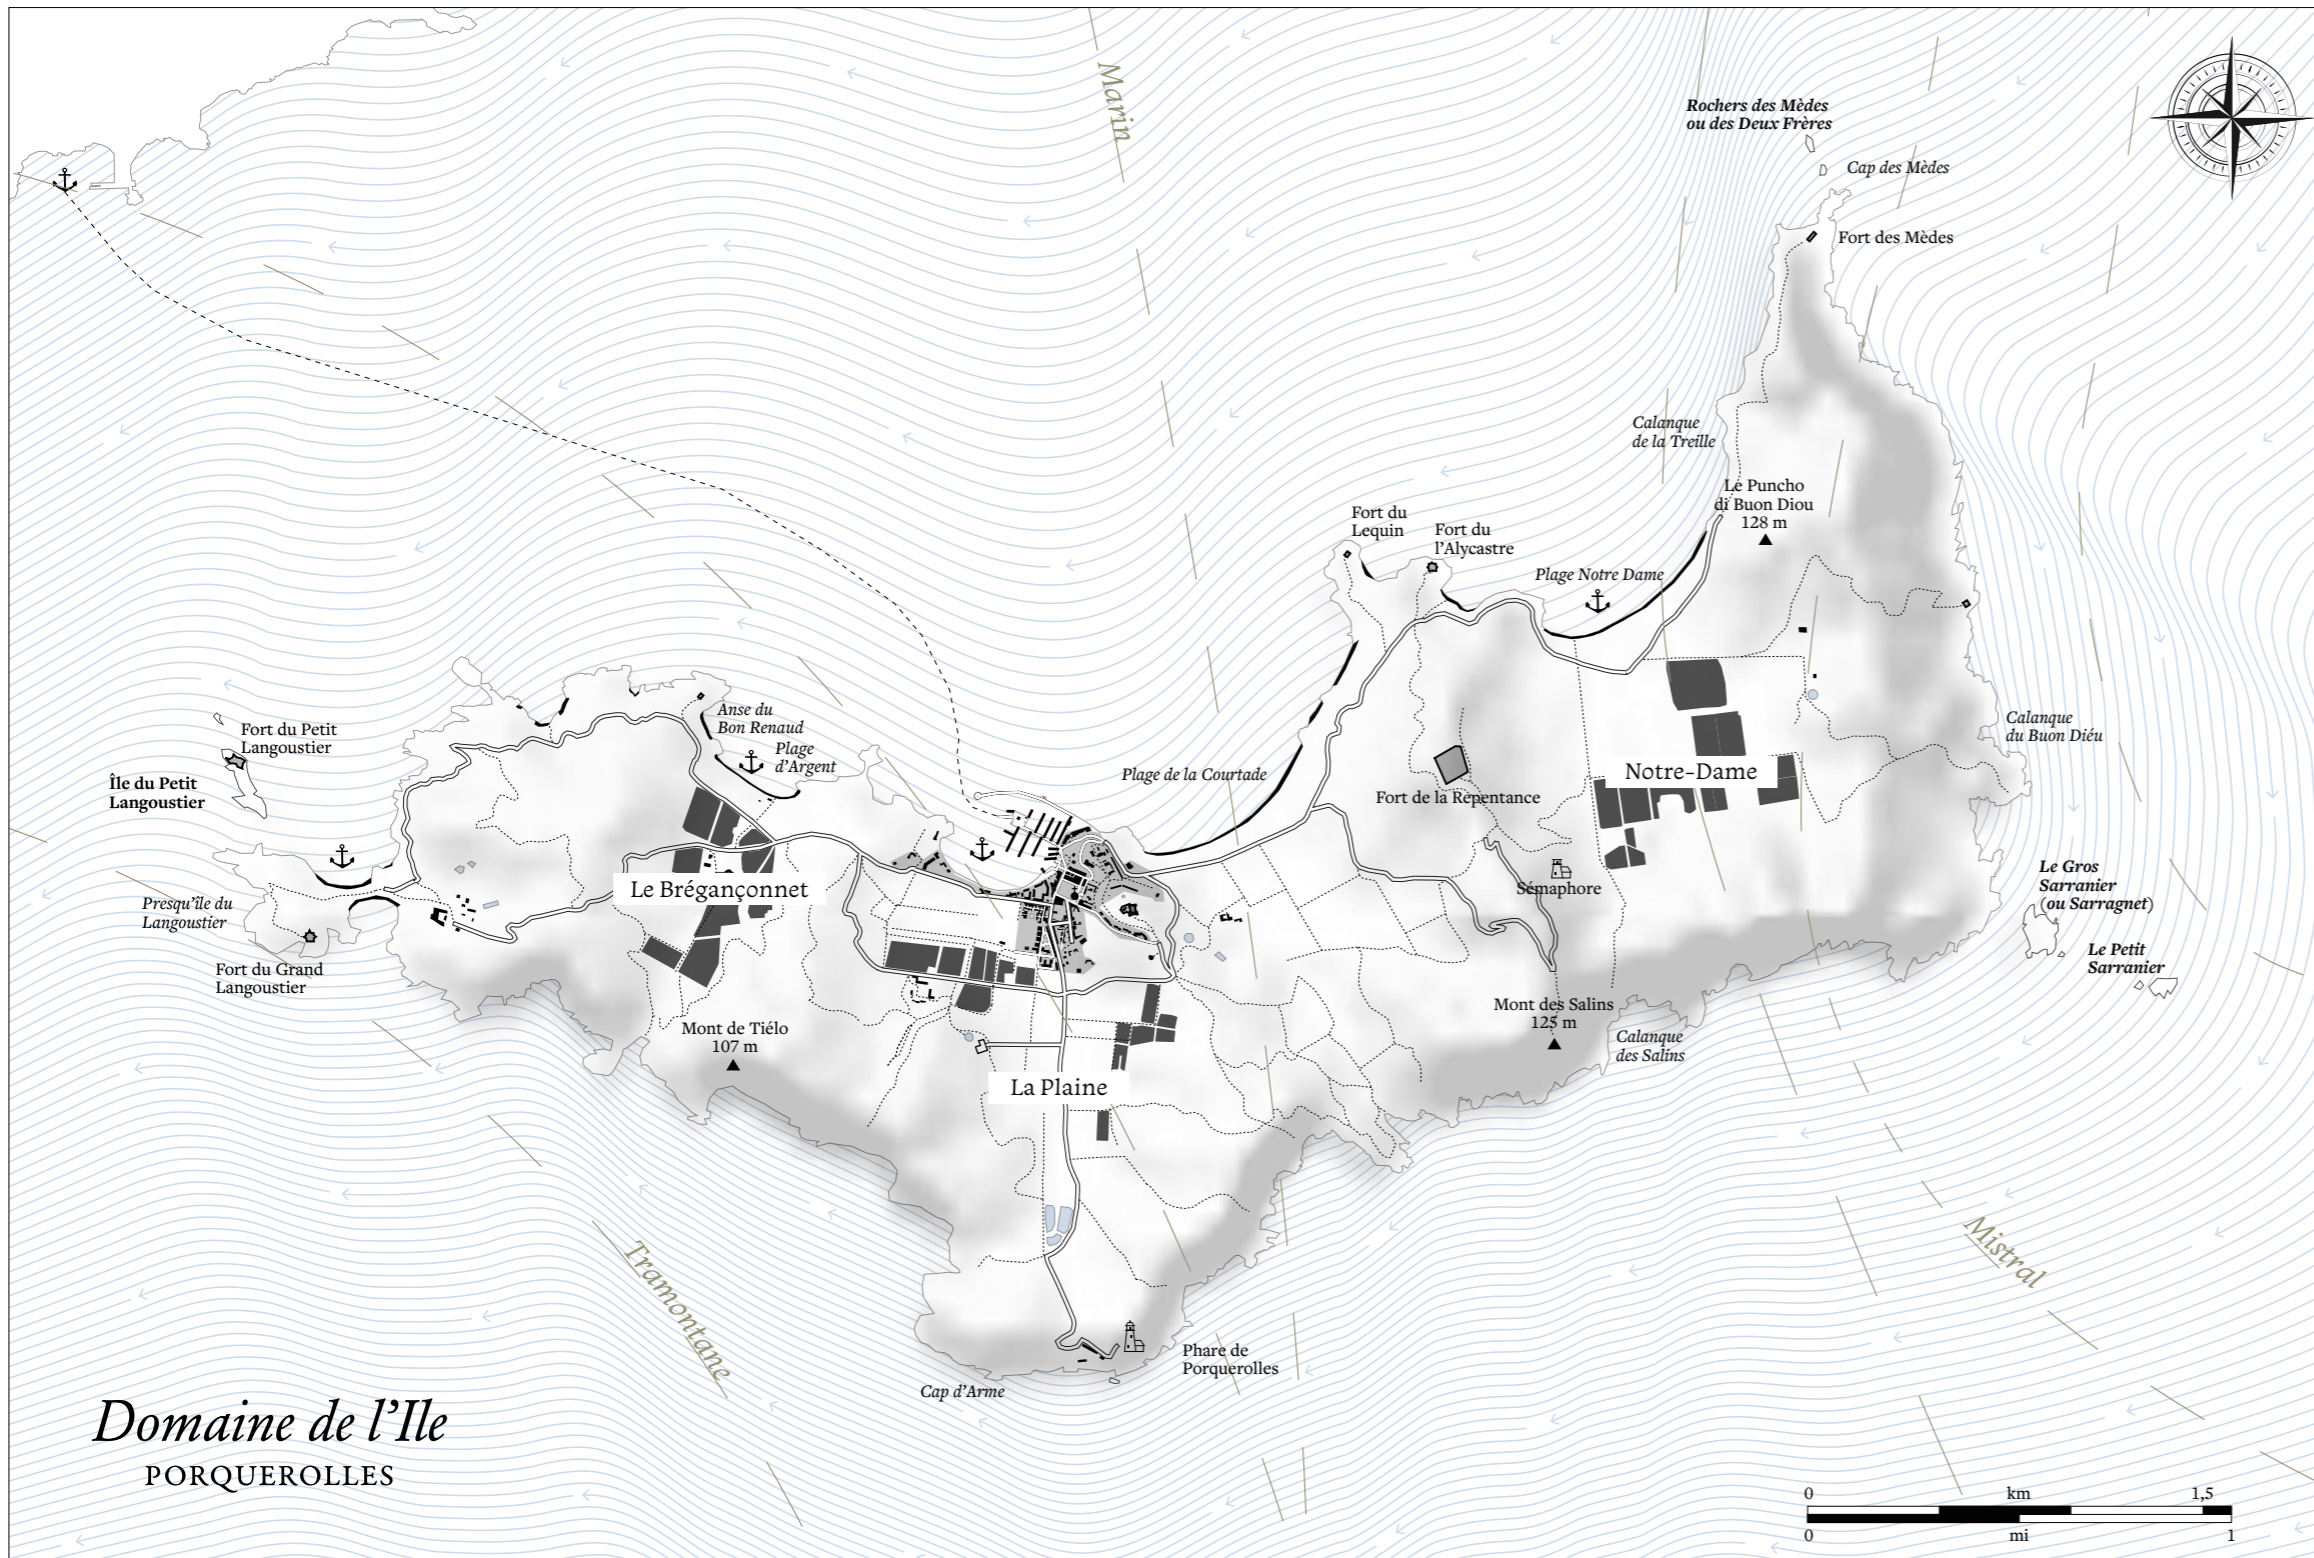 Marin
Rochers des Mèdes
ou des Deux Frères
Cap des Mèdes
Fort des Mèdes
Calanque
de la Treille
Le Puncho
di Buon Diou
128 m
Fort du
Lequin
Fort du
l'Alycastre
Plage Notre Dame
Anse du
Bon Renaud
Plage
d'Argent
Fort du Petit
Langoustier
Île du Petit
Langoustier
Plage de la Courtade
Fort de la Repentance
Notre-Dame
Calanque
du Buon Diéu
Le Brégançonnet
Sémaphore
Le Gros
Sarranier
(ou Sarragnet)
Le Petit
Sarranier
Presqu'île du
Langoustier
Fort du Grand
Langoustier
Mont de Tiélo
107 m
Mont des Salins
125 m
Calanque
des Salins
La Plaine
Tramontane
Mistral
Phare de
Porquerolles
Cap d'Arme
Domaine de l'Ile
PORQUEROLLES
0 km 1,5
0 mi 1